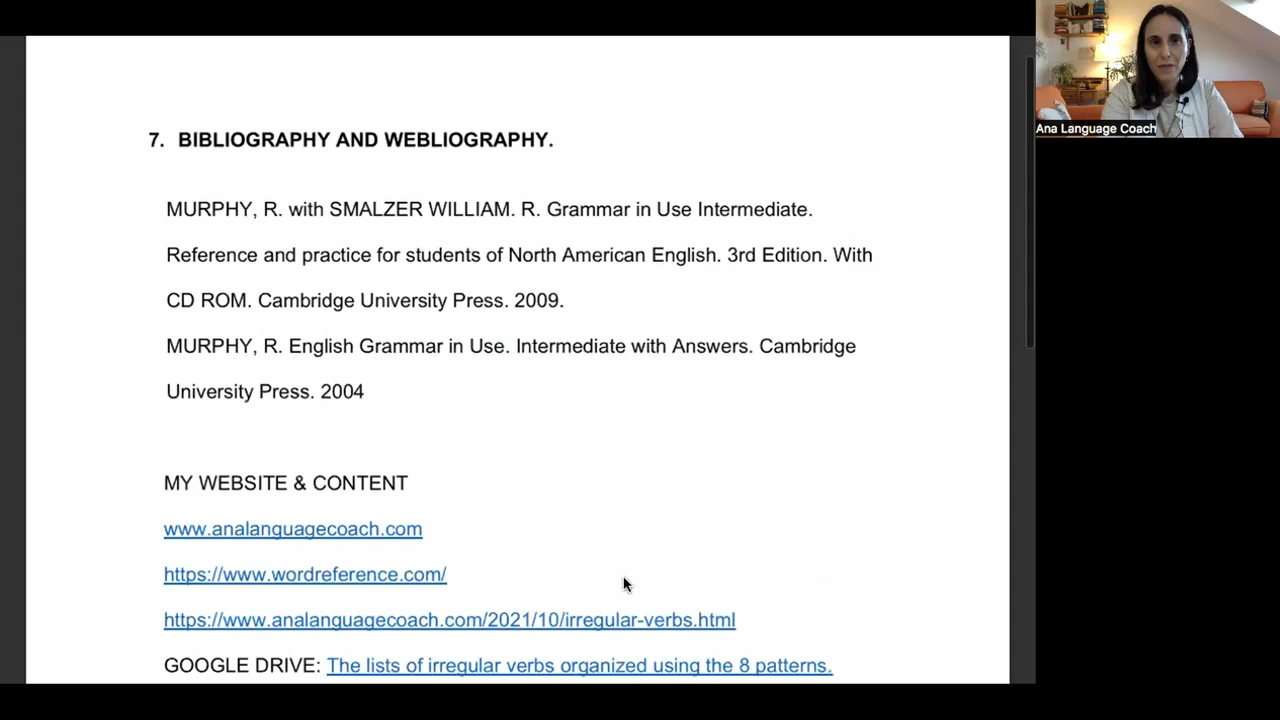 7. BIBLIOGRAPHY AND WEBLIOGRAPHY.
MURPHY, R. with SMALZER WILLIAM. R. Grammar in Use Intermediate.
Reference and practice for students of North American English. 3rd Edition. With
CD ROM. Cambridge University Press. 2009.
MURPHY, R. English Grammar in Use. Intermediate with Answers. Cambridge
University Press. 2004
MY WEBSITE & CONTENT
www.analanguagecoach.com
https://www.wordreference.com/
https://www.analanguagecoach.com/2021/10/irregular-verbs.html
GOOGLE DRIVE: The lists of irregular verbs organized using the 8 patterns.
Ana Language Coach